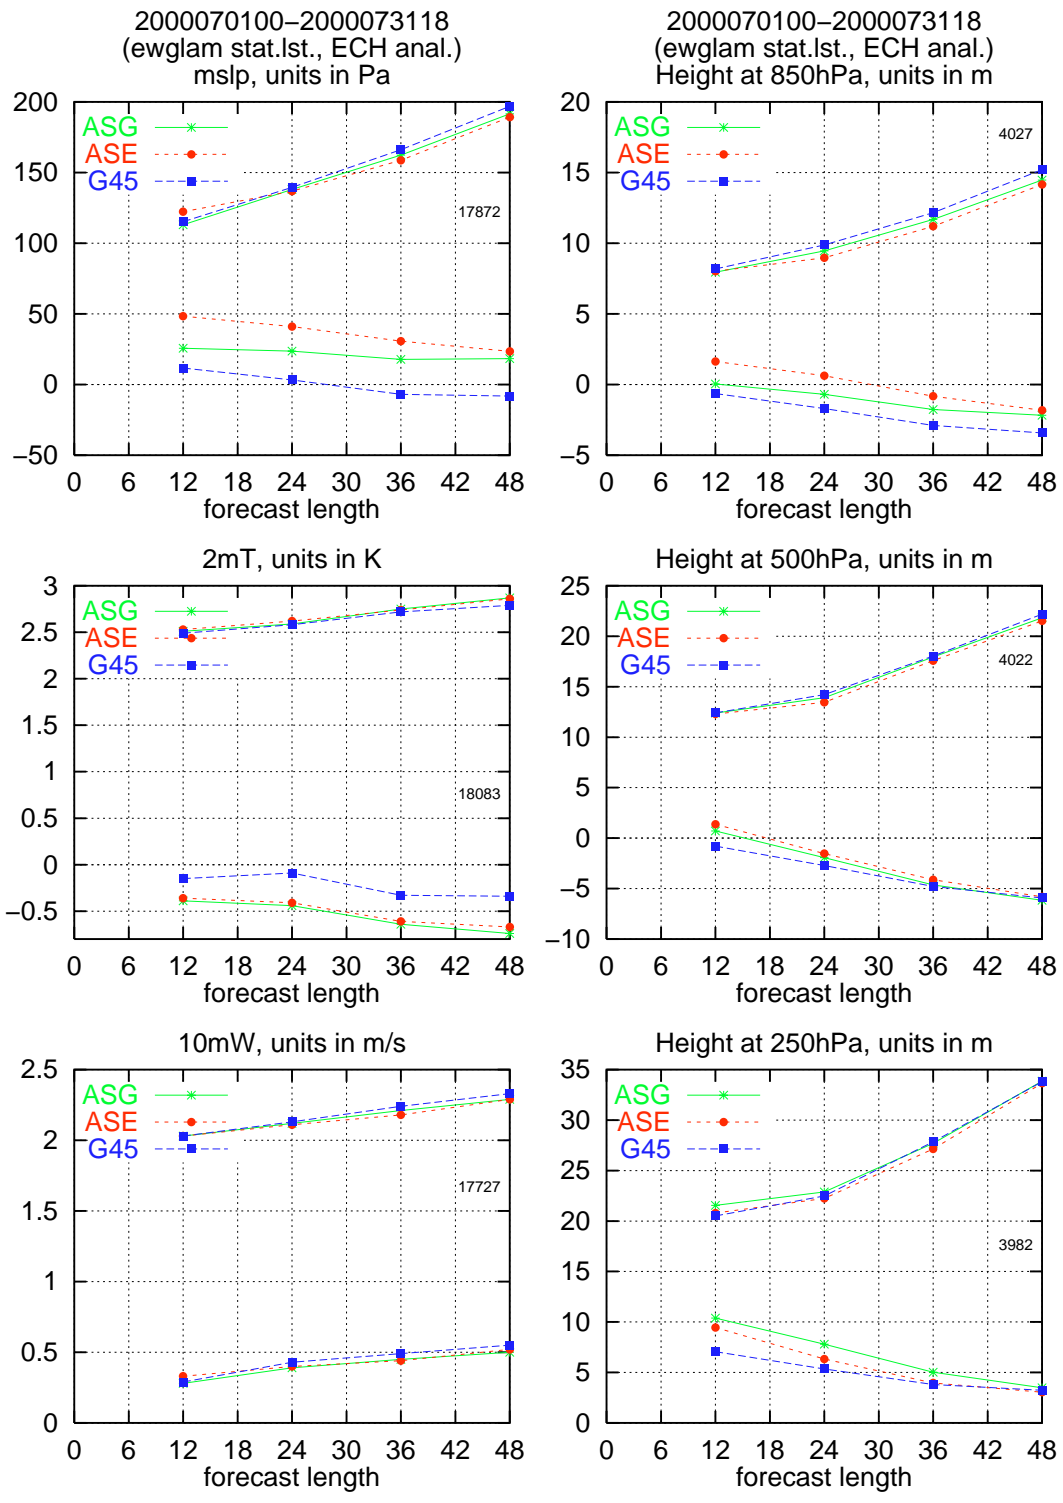 2000070100−2000073118
(ewglam stat.lst., ECH anal.)
mslp, units in Pa
200
150
100
50
0
−50
ASG
ASE
G45
17872
0 6 12 18 24 30 36 42 48
forecast length
2000070100−2000073118
(ewglam stat.lst., ECH anal.)
Height at 850hPa, units in m
20
15
10
5
0
−5
ASG
ASE
G45
4027
0 6 12 18 24 30 36 42 48
forecast length
2mT, units in K
3
2.5
2
1.5
1
0.5
0
−0.5
ASG
ASE
G45
18083
0 6 12 18 24 30 36 42 48
forecast length
Height at 500hPa, units in m
25
20
15
10
5
0
−5
−10
ASG
ASE
G45
4022
0 6 12 18 24 30 36 42 48
forecast length
10mW, units in m/s
2.5
2
1.5
1
0.5
0
ASG
ASE
G45
17727
0 6 12 18 24 30 36 42 48
forecast length
Height at 250hPa, units in m
35
30
25
20
15
10
5
0
ASG
ASE
G45
3982
0 6 12 18 24 30 36 42 48
forecast length